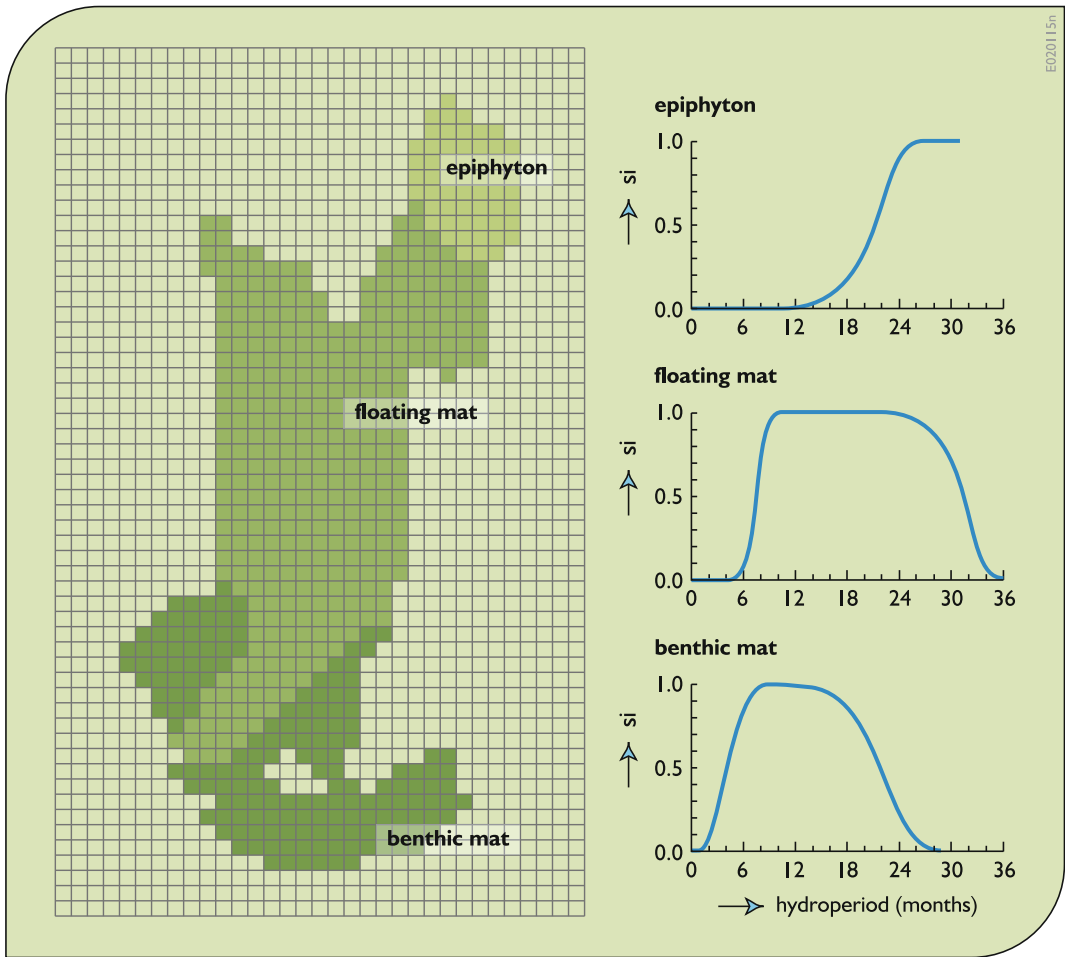 E020115n
epiphyton
floating mat
benthic mat
epiphyton
si
1.0
0.5
0.0
0 6 12 18 24 30 36
floating mat
si
1.0
0.5
0.0
0 6 12 18 24 30 36
benthic mat
si
1.0
0.5
0.0
0 6 12 18 24 30 36
hydroperiod (months)